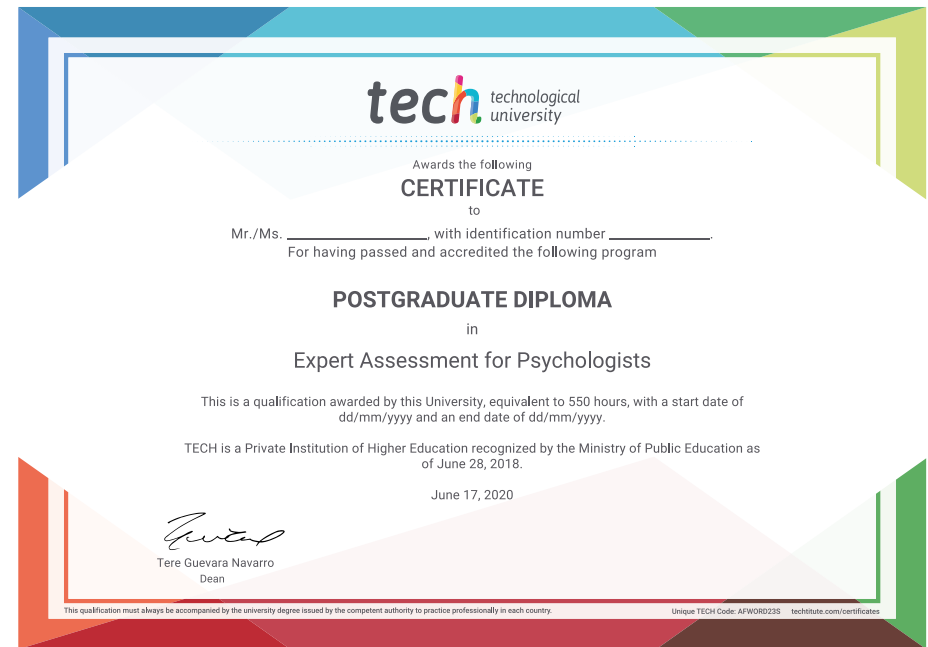 tech technological
university
Awards the following
CERTIFICATE
to
Mr./Ms. ____________________, with identification number ______________.
For having passed and accredited the following program
POSTGRADUATE DIPLOMA
in
Expert Assessment for Psychologists
This is a qualification awarded by this University, equivalent to 550 hours, with a start date of
dd/mm/yyyy and an end date of dd/mm/yyyy.
TECH is a Private Institution of Higher Education recognized by the Ministry of Public Education as
of June 28, 2018.
June 17, 2020
Tere Guevara Navarro
Dean
This qualification must always be accompanied by the university degree issued by the competent authority to practice professionally in each country.
Unique TECH Code: AFWORD23S techtitute.com/certificates